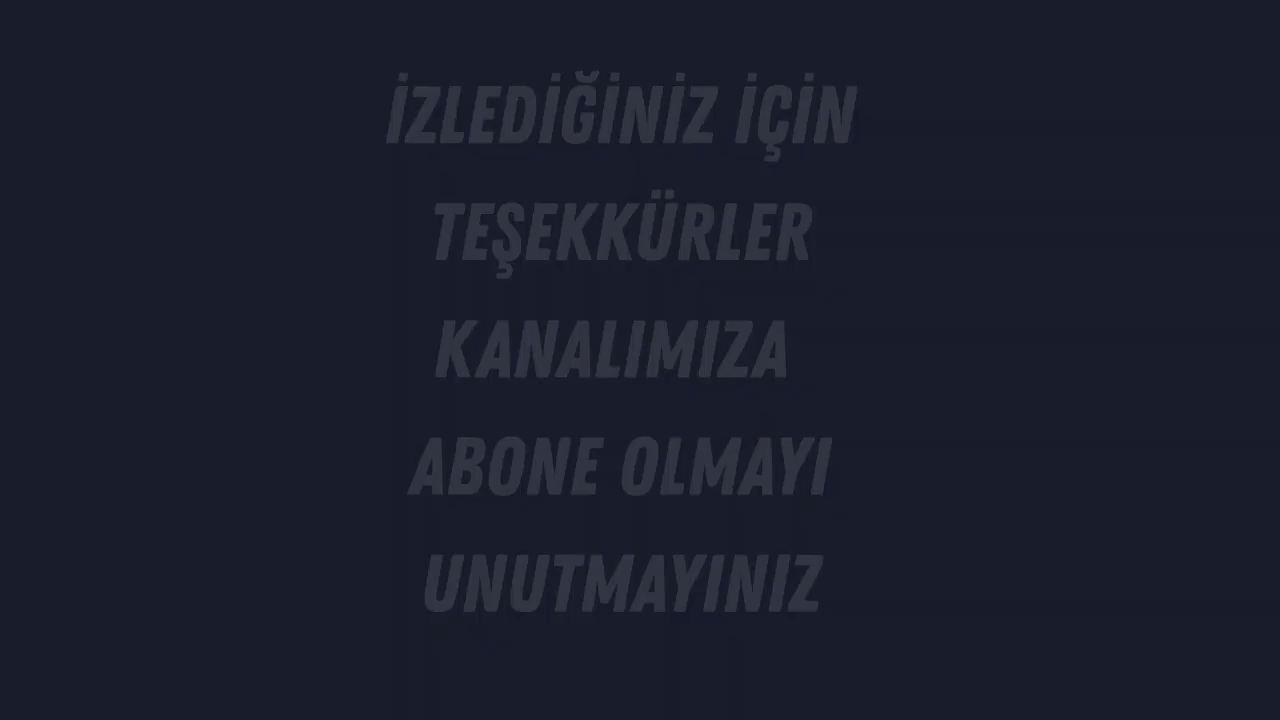 İZLEDİĞİNİZ İÇİN
TEŞEKKÜRLER
KANALIMIZA
ABONE OLMAYI
UNUTMAYINIZ